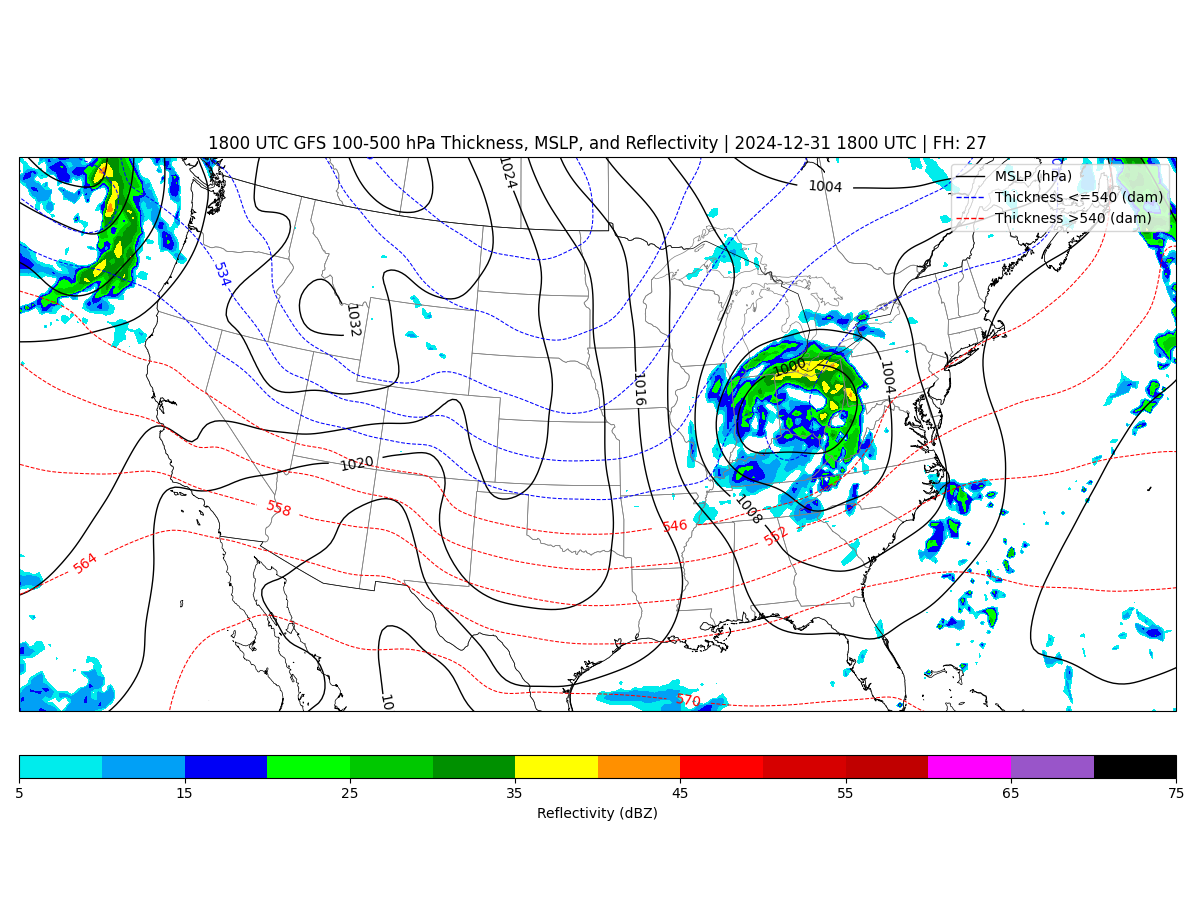 1800 UTC GFS 100-500 hPa Thickness, MSLP, and Reflectivity | 2024-12-31 1800 UTC | FH: 27
1024
1004
MSLP (hPa)
Thickness <=540 (dam)
Thickness >540 (dam)
534
1032
1000
1004
1016
1020
558
1008
546
552
564
570
10
5 15 25 35 45 55 65 75
Reflectivity (dBZ)